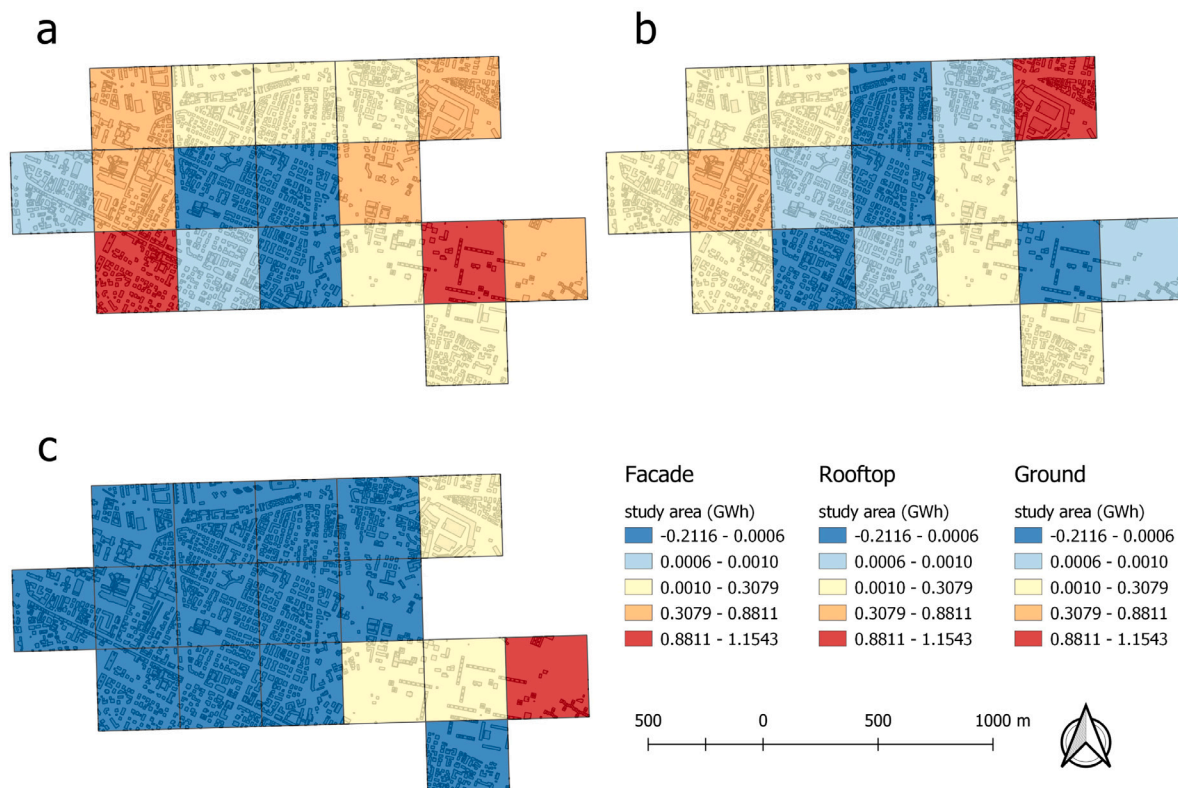 a
b
c
Facade
study area (GWh)
-0.2116 - 0.0006
0.0006 - 0.0010
0.0010 - 0.3079
0.3079 - 0.8811
0.8811 - 1.1543
Rooftop
study area (GWh)
-0.2116 - 0.0006
0.0006 - 0.0010
0.0010 - 0.3079
0.3079 - 0.8811
0.8811 - 1.1543
Ground
study area (GWh)
-0.2116 - 0.0006
0.0006 - 0.0010
0.0010 - 0.3079
0.3079 - 0.8811
0.8811 - 1.1543
500 0 500 1000 m